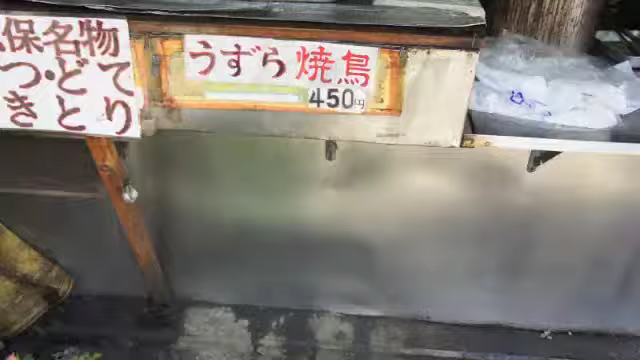 保名物
つ・どて
きとり
うずら焼鳥
450円